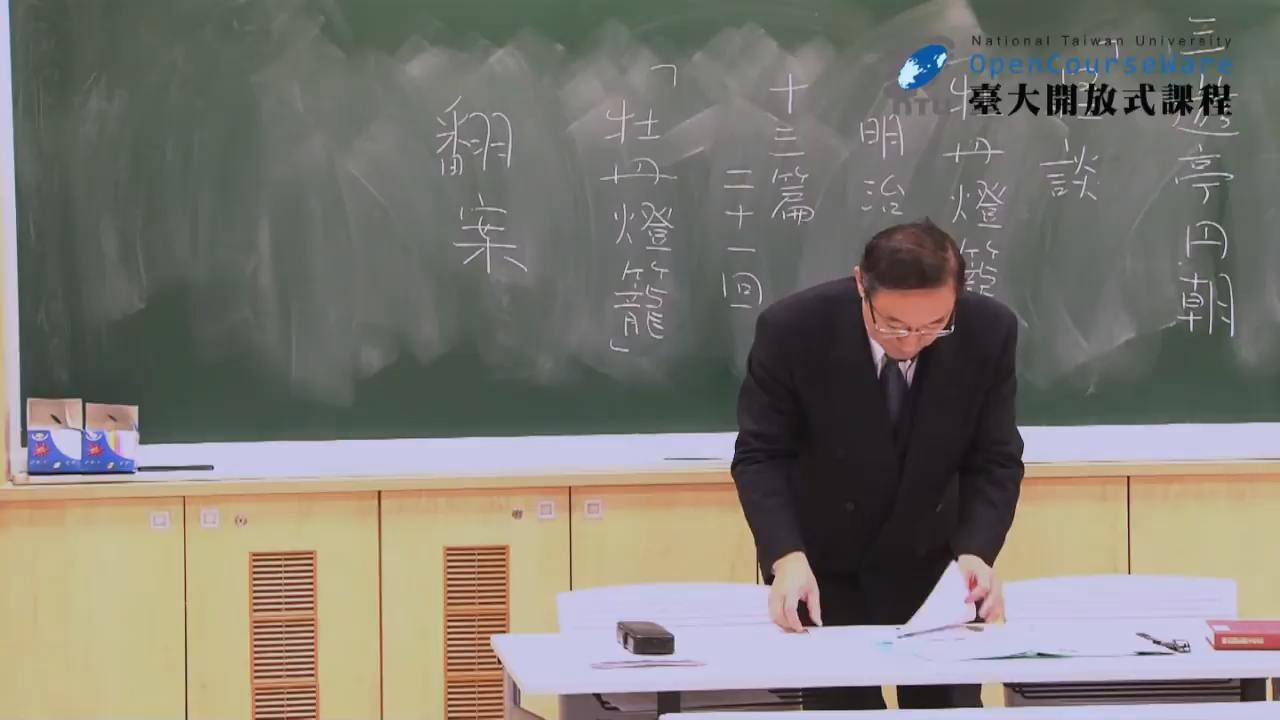 National Taiwan University
OpenCourseWare
臺大開放式課程
三遊亭円朝
談
牡丹燈籠
明治
十三篇
二十一回
「牡丹燈籠」
翻案